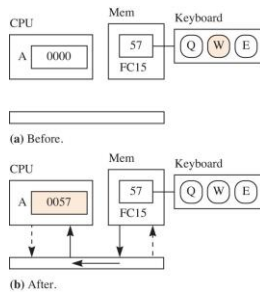 CPU
Mem
Keyboard
A 0000
57
FC15
Q W E
(a) Before.
CPU
Mem
Keyboard
A 0057
57
FC15
Q W E
(b) After.